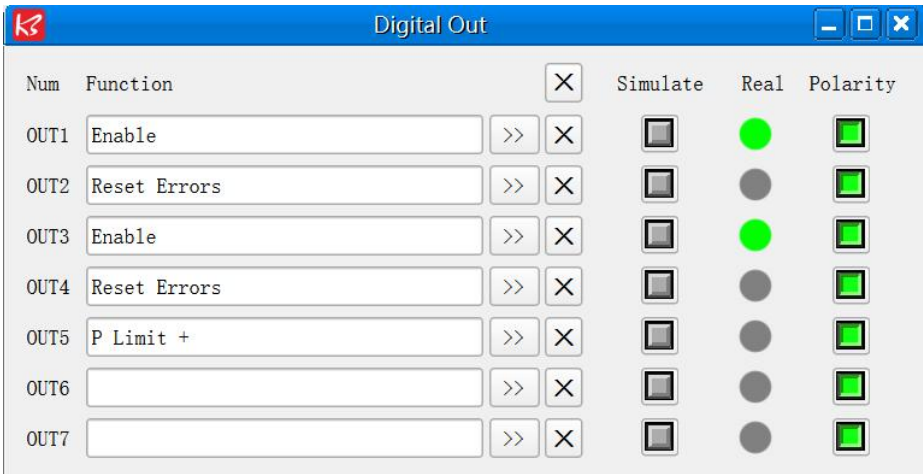 Digital Out
Num Function X Simulate Real Polarity
OUT1 Enable >> X
OUT2 Reset Errors >> X
OUT3 Enable >> X
OUT4 Reset Errors >> X
OUT5 P Limit + >> X
OUT6 >> X
OUT7 >> X